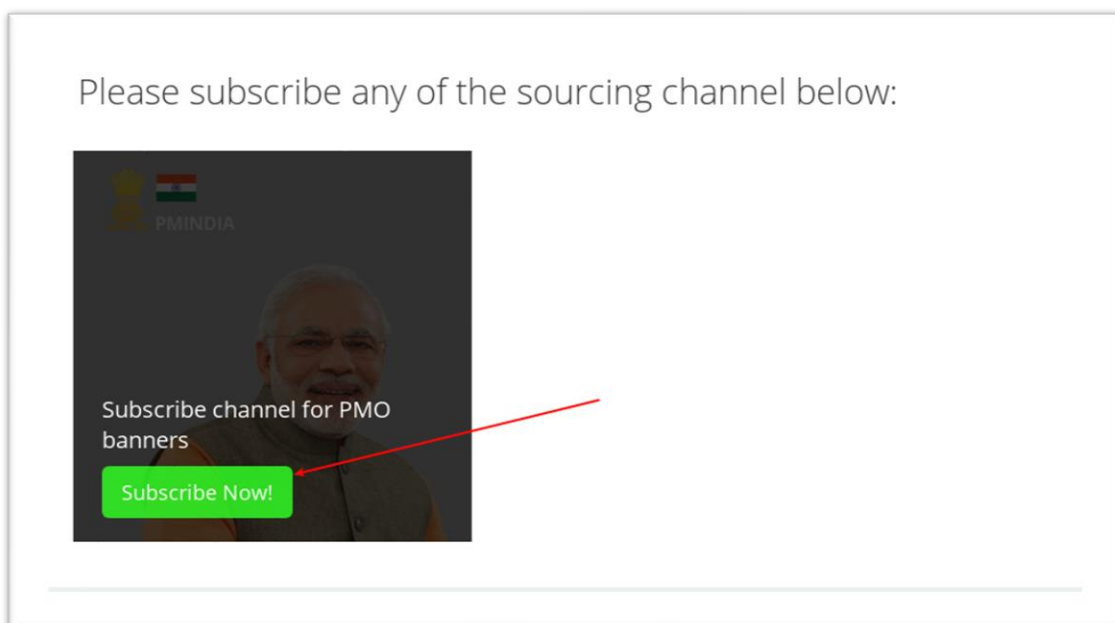 Please subscribe any of the sourcing channel below:
PMINDIA
Subscribe channel for PMO
banners
Subscribe Now!